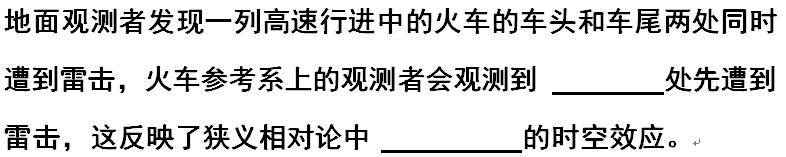 地面观测者发现一列高速行进中的火车的车头和车尾两处同时
遭到雷击，火车参考系上的观测者会观测到 ________处先遭到
雷击，这反映了狭义相对论中 __________的时空效应。